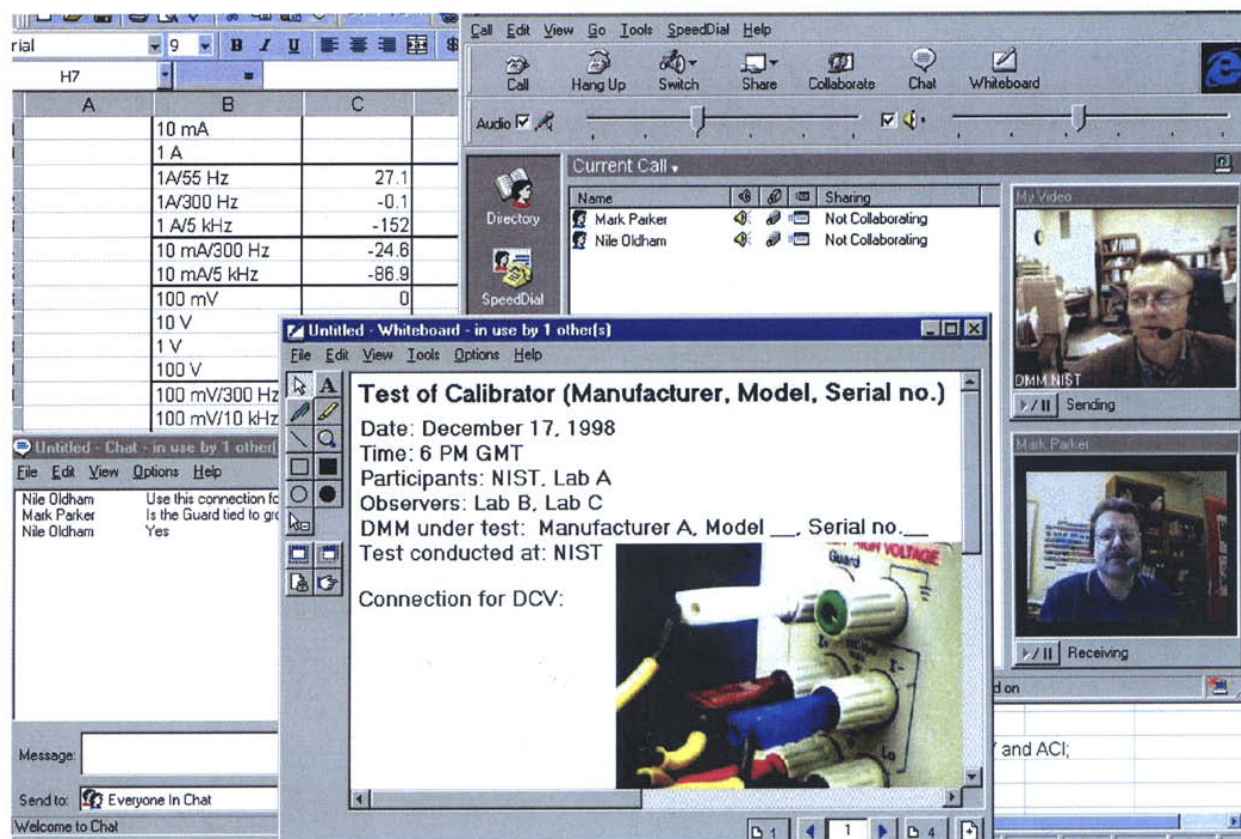 rial 9 B I U $
H7 =
A B C
10 mA
1 A
1A/55 Hz 27.1
1A/300 Hz -0.1
1 A/5 kHz -152
10 mA/300 Hz -24.6
10 mA/5 kHz -86.9
100 mV 0
10 V
1 V
100 V
100 mV/300 Hz
100 mV/10 kHz
Call Edit View Go Tools SpeedDial Help
Call Hang Up Switch Share Collaborate Chat Whiteboard
Audio
Directory
SpeedDial
Current Call
Name Sharing
Mark Parker Not Collaborating
Nile Oldham Not Collaborating
My Video
DMM NIST
Sending
Mark Parker
Receiving
d on
and ACI;
Untitled - Whiteboard - in use by 1 other(s)
File Edit View Tools Options Help
A
Test of Calibrator (Manufacturer, Model, Serial no.)
Date: December 17, 1998
Time: 6 PM GMT
Participants: NIST, Lab A
Observers: Lab B, Lab C
DMM under test: Manufacturer A, Model __, Serial no.__
Test conducted at: NIST
Connection for DCV:
HIGH VOLTAGE
Guard
I-
Lo
1 1 4
Untitled - Chat - in use by 1 other(
File Edit View Options Help
Nile Oldham Use this connection fo
Mark Parker Is the Guard tied to gro
Nile Oldham Yes
Message:
Send to: Everyone In Chat
Welcome to Chat